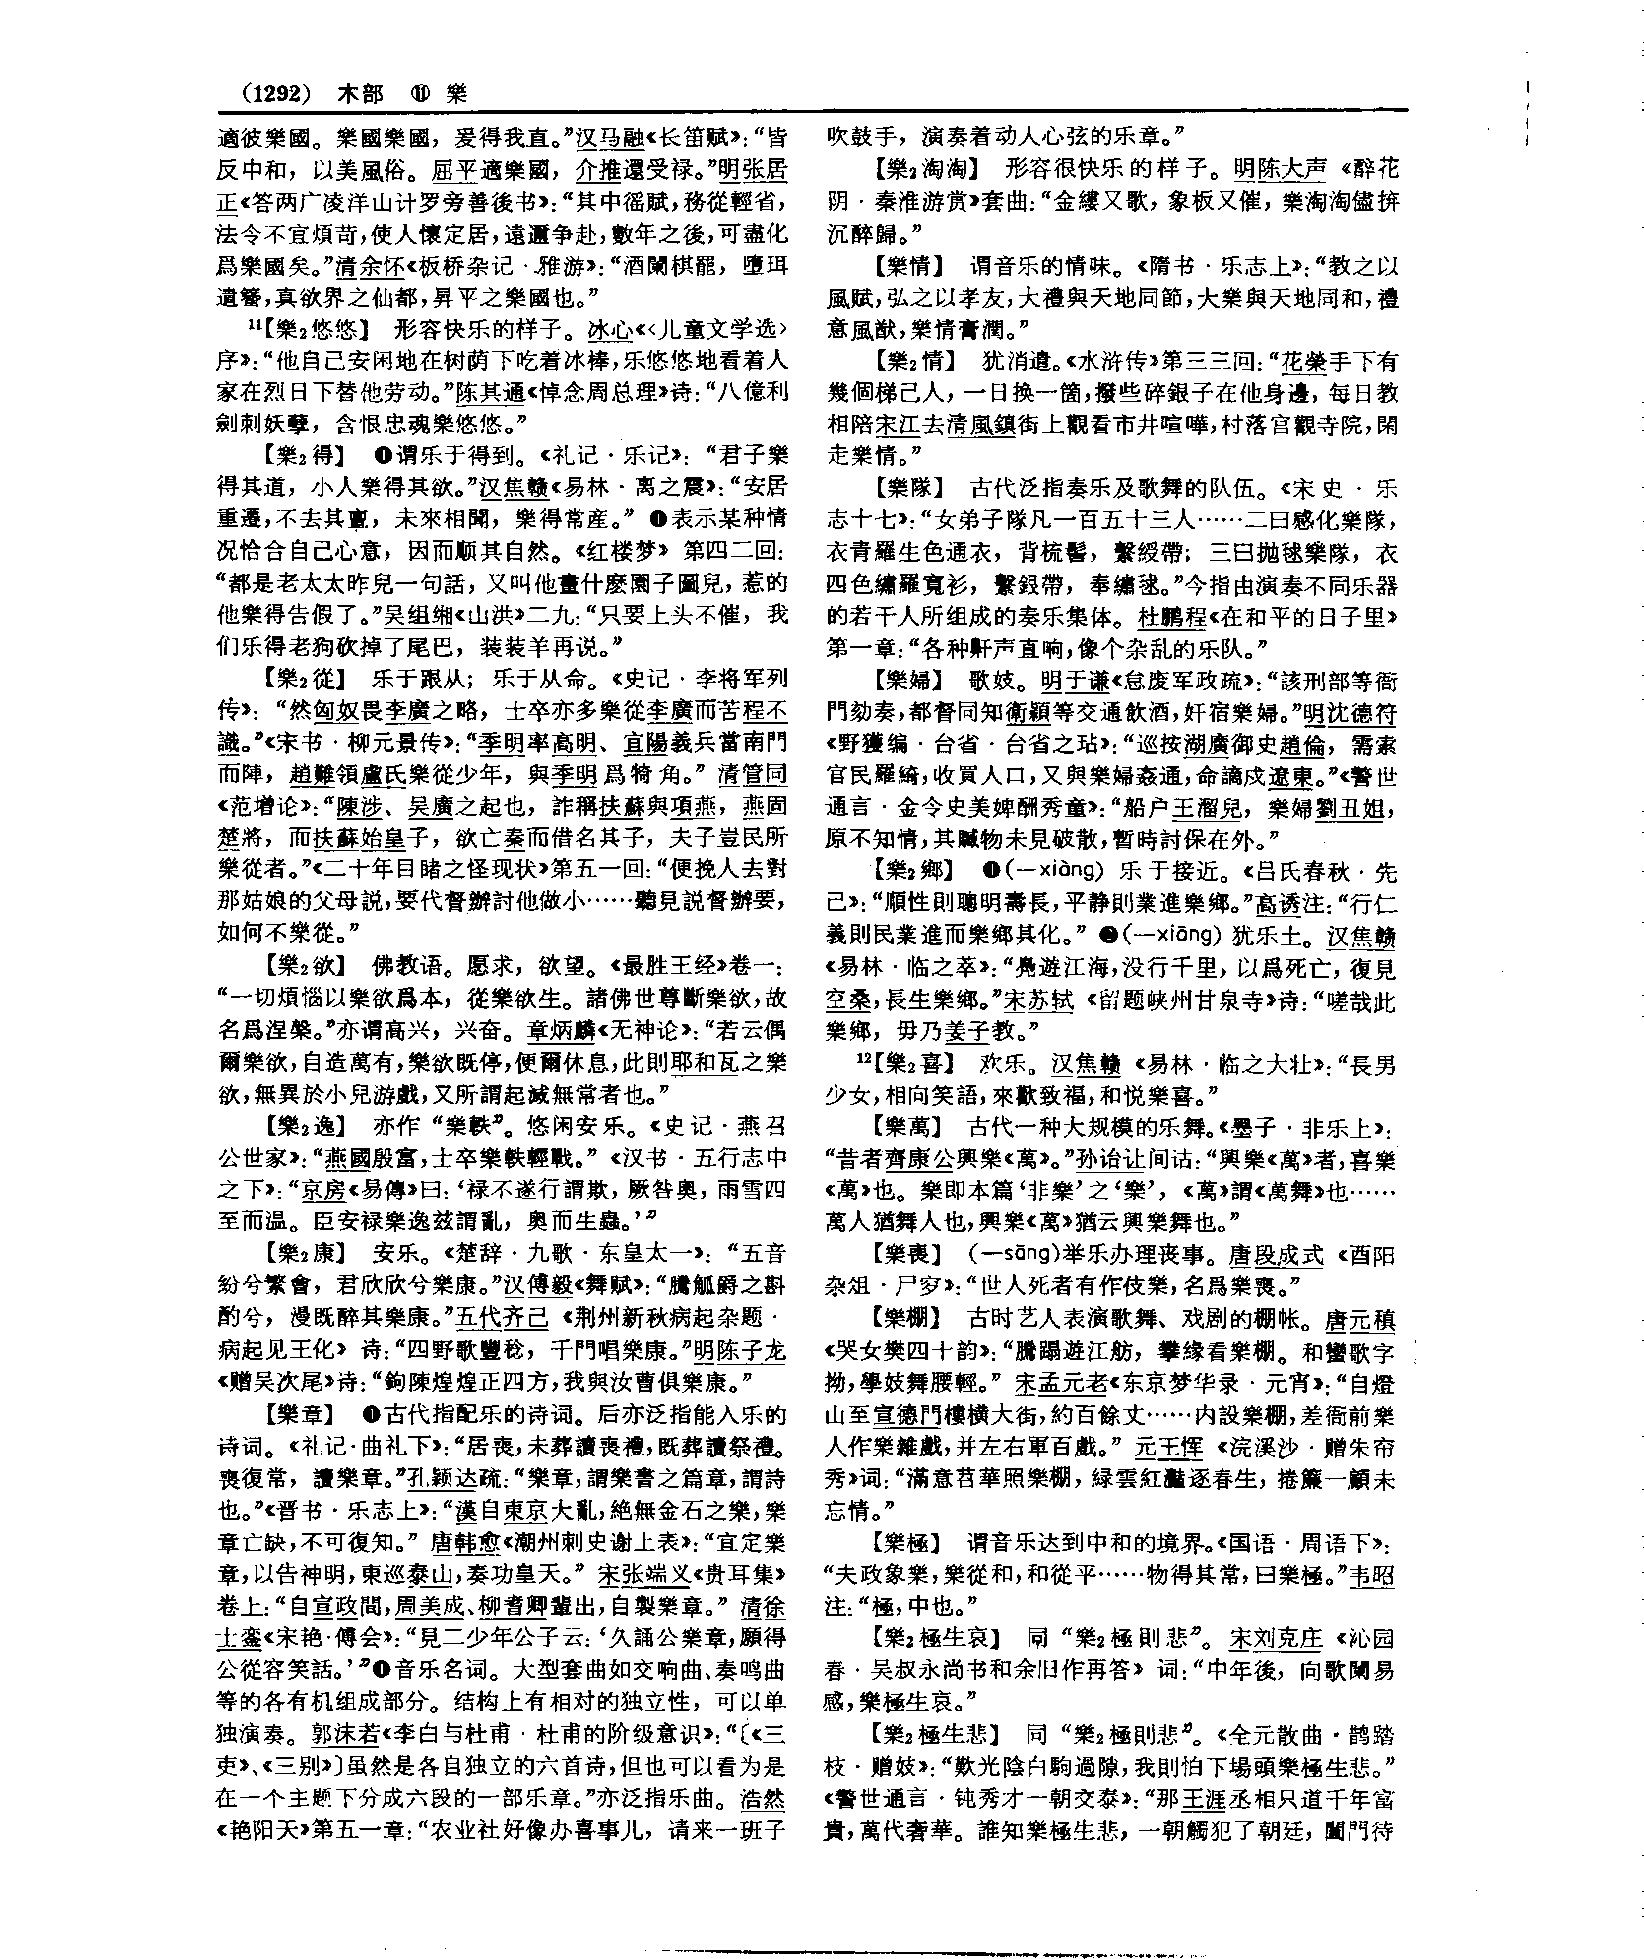 （1292） 木部 ⑪ 樂
適彼樂國。樂國樂國，爰得我直。”汉马融《长笛赋》：“皆
反中和，以美風俗。屈平適樂國，介推還受禄。”明张居
正《答两广凌洋山计罗旁善後书》：“其中徭賦，務從輕省，
法令不宜煩苛，使人懷定居，遠邇争赴，數年之後，可盡化
爲樂國矣。”清余怀《板桥杂记·雅游》：“酒闌棋罷，墮珥
遺簪，真欲界之仙都，昇平之樂國也。”
11【樂₂悠悠】 形容快乐的样子。冰心《〈儿童文学选〉
序》：“他自己安闲地在树荫下吃着冰棒，乐悠悠地看着人
家在烈日下替他劳动。”陈其通《悼念周总理》诗：“八億利
劍刺妖孽，含恨忠魂樂悠悠。”
【樂₂得】 ❶谓乐于得到。《礼记·乐记》：“君子樂
得其道，小人樂得其欲。”汉焦赣《易林·离之震》：“安居
重遷，不去其鄽，未來相聞，樂得常産。” ❶表示某种情
况恰合自己心意，因而顺其自然。《红楼梦》第四二回：
“都是老太太昨兒一句話，又叫他畫什麽園子圖兒，惹的
他樂得告假了。”吴组缃《山洪》二九：“只要上头不催，我
们乐得老狗砍掉了尾巴，装装羊再说。”
【樂₂從】 乐于跟从；乐于从命。《史记·李将军列
传》：“然匈奴畏李廣之略，士卒亦多樂從李廣而苦程不
識。”《宋书·柳元景传》：“季明率高明、宜陽義兵當南門
而陣，趙難領盧氏樂從少年，與季明爲犄角。”清管同
《范增论》：“陳涉、吴廣之起也，詐稱扶蘇與項燕，燕固
楚將，而扶蘇始皇子，欲亡秦而借名其子，夫子豈民所
樂從者。”《二十年目睹之怪现状》第五一回：“便挽人去對
那姑娘的父母説，要代督辦討他做小……聽見説督辦要，
如何不樂從。”
【樂₂欲】 佛教语。愿求，欲望。《最胜王经》卷一：
“一切煩惱以樂欲爲本，從樂欲生。諸佛世尊斷樂欲，故
名爲涅槃。”亦谓高兴，兴奋。章炳麟《无神论》：“若云偶
爾樂欲，自造萬有，樂欲既停，便爾休息，此則耶和瓦之樂
欲，無異於小兒游戲，又所謂起滅無常者也。”
【樂₂逸】 亦作“樂軼”。悠闲安乐。《史记·燕召
公世家》：“燕國殷富，士卒樂軼輕戰。”《汉书·五行志中
之下》：“京房《易傳》曰：‘禄不遂行謂欺，厥咎奥，雨雪四
至而温。臣安禄樂逸兹謂亂，奥而生蟲。’”
【樂₂康】 安乐。《楚辞·九歌·东皇太一》：“五音
紛兮繁會，君欣欣兮樂康。”汉傅毅《舞赋》：“騰觚爵之斟
酌兮，漫既醉其樂康。”五代齐己《荆州新秋病起杂题·
病起见王化》诗：“四野歌豐稔，千門唱樂康。”明陈子龙
《赠吴次尾》诗：“鉤陳煌煌正四方，我與汝曹俱樂康。”
【樂章】 ❶古代指配乐的诗词。后亦泛指能入乐的
诗词。《礼记·曲礼下》：“居喪，未葬讀喪禮，既葬讀祭禮。
喪復常，讀樂章。”孔颖达疏：“樂章，謂樂書之篇章，謂詩
也。”《晋书·乐志上》：“漢自東京大亂，絶無金石之樂，樂
章亡缺，不可復知。”唐韩愈《潮州刺史谢上表》：“宜定樂
章，以告神明，東巡泰山，奏功皇天。”宋张端义《贵耳集》
卷上：“自宣政間，周美成、柳耆卿輩出，自製樂章。”清徐
士銮《宋艳·傅会》：“見二少年公子云：‘久誦公樂章，願得
公從容笑話。’”❶音乐名词。大型套曲如交响曲、奏鸣曲
等的各有机组成部分。结构上有相对的独立性，可以单
独演奏。郭沫若《李白与杜甫·杜甫的阶级意识》：“〔《三
吏》、《三别》〕虽然是各自独立的六首诗，但也可以看为是
在一个主题下分成六段的一部乐章。”亦泛指乐曲。浩然
《艳阳天》第五一章：“农业社好像办喜事儿，请来一班子
吹鼓手，演奏着动人心弦的乐章。”
【樂₂淘淘】 形容很快乐的样子。明陈大声《醉花
阴·秦淮游赏》套曲：“金縷又歌，象板又催，樂淘淘儘拚
沉醉歸。”
【樂情】 谓音乐的情味。《隋书·乐志上》：“教之以
風賦，弘之以孝友，大禮與天地同節，大樂與天地同和，禮
意風猷，樂情膏潤。”
【樂₂情】 犹消遣。《水浒传》第三三回：“花榮手下有
幾個梯己人，一日换一箇，撥些碎銀子在他身邊，每日教
相陪宋江去清風鎮街上觀看市井喧嘩，村落宫觀寺院，閑
走樂情。”
【樂隊】 古代泛指奏乐及歌舞的队伍。《宋史·乐
志十七》：“女弟子隊凡一百五十三人……二曰感化樂隊，
衣青羅生色通衣，背梳髻，繫綬帶；三曰抛毬樂隊，衣
四色繡羅寬衫，繫銀帶，奉繡毬。”今指由演奏不同乐器
的若干人所组成的奏乐集体。杜鹏程《在和平的日子里》
第一章：“各种鼾声直响，像个杂乱的乐队。”
【樂婦】 歌妓。明于谦《怠废军政疏》：“該刑部等衙
門劾奏，都督同知衛穎等交通飲酒，奸宿樂婦。”明沈德符
《野獲编·台省·台省之玷》：“巡按湖廣御史趙倫，需索
官民羅綺，收買人口，又與樂婦姦通，命謫戍遼東。”《警世
通言·金令史美婢酬秀童》：“船户王溜兒，樂婦劉丑姐，
原不知情，其贓物未見破散，暫時討保在外。”
【樂₂鄉】 ❶（—xiàng）乐于接近。《吕氏春秋·先
己》：“順性則聰明壽長，平静則業進樂鄉。”高诱注：“行仁
義則民業進而樂鄉其化。” ❷（—xiāng）犹乐土。汉焦赣
《易林·临之萃》：“鳧遊江海，没行千里，以爲死亡，復見
空桑，長生樂鄉。”宋苏轼《留题峡州甘泉寺》诗：“嗟哉此
樂鄉，毋乃姜子教。”
12【樂₂喜】 欢乐。汉焦赣《易林·临之大壮》：“長男
少女，相向笑語，來歡致福，和悦樂喜。”
【樂萬】 古代一种大规模的乐舞。《墨子·非乐上》：
“昔者齊康公興樂《萬》。”孙诒让间诂：“興樂《萬》者，喜樂
《萬》也。樂即本篇‘非樂’之‘樂’，《萬》謂《萬舞》也……
萬人猶舞人也，興樂《萬》猶云興樂舞也。”
【樂喪】 （—sāng）举乐办理丧事。唐段成式《酉阳
杂俎·尸穸》：“世人死者有作伎樂，名爲樂喪。”
【樂棚】 古时艺人表演歌舞、戏剧的棚帐。唐元稹
《哭女樊四十韵》：“騰蹋遊江舫，攀緣看樂棚。和蠻歌字
拗，學妓舞腰輕。”宋孟元老《东京梦华录·元宵》：“自燈
山至宣德門樓横大街，約百餘丈……内設樂棚，差衙前樂
人作樂雜戲，并左右軍百戲。”元王恽《浣溪沙·赠朱帘
秀》词：“滿意苕華照樂棚，緑雲紅灩逐春生，捲簾一顧未
忘情。”
【樂極】 谓音乐达到中和的境界。《国语·周语下》：
“夫政象樂，樂從和，和從平……物得其常，曰樂極。”韦昭
注：“極，中也。”
【樂₂極生哀】 同“樂₂極則悲”。宋刘克庄《沁园
春·吴叔永尚书和余旧作再答》词：“中年後，向歌闌易
感，樂極生哀。”
【樂₂極生悲】 同“樂₂極則悲”。《全元散曲·鹊踏
枝·赠妓》：“歎光陰白駒過隙，我則怕下場頭樂極生悲。”
《警世通言·钝秀才一朝交泰》：“那王涯丞相只道千年富
貴，萬代奢華。誰知樂極生悲，一朝觸犯了朝廷，闔門待